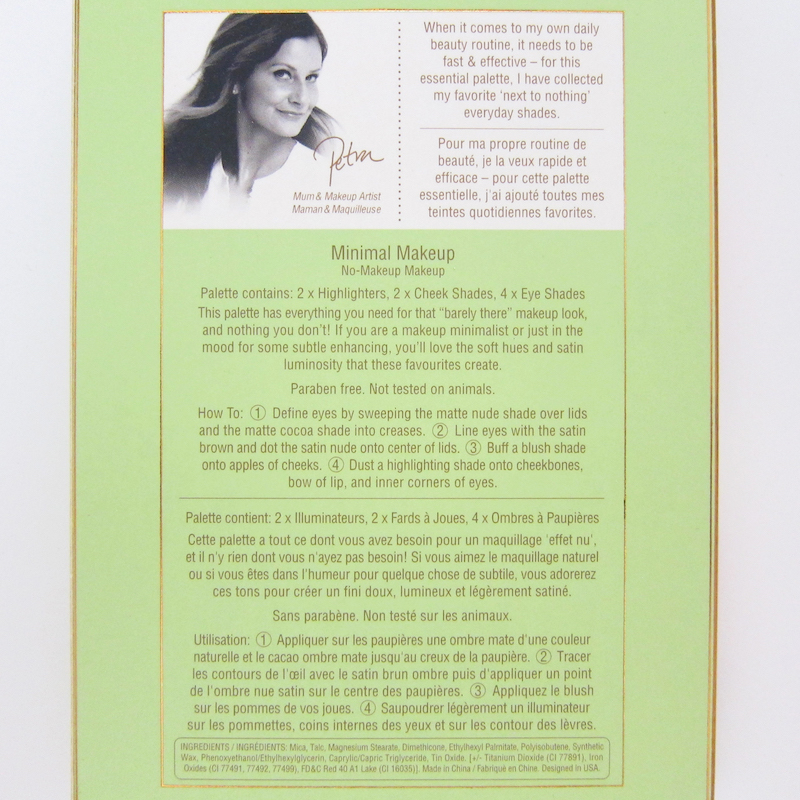 When it comes to my own daily
beauty routine, it needs to be
fast & effective – for this
essential palette, I have collected
my favorite 'next to nothing'
everyday shades.
Pour ma propre routine de
beauté, je la veux rapide et
efficace – pour cette palette
essentielle, j'ai ajouté toutes mes
teintes quotidiennes favorites.
Petra
Mum & Makeup Artist
Maman & Maquilleuse
Minimal Makeup
No-Makeup Makeup
Palette contains: 2 x Highlighters, 2 x Cheek Shades, 4 x Eye Shades
This palette has everything you need for that "barely there" makeup look,
and nothing you don't! If you are a makeup minimalist or just in the
mood for some subtle enhancing, you'll love the soft hues and satin
luminosity that these favourites create.
Paraben free. Not tested on animals.
How To: ① Define eyes by sweeping the matte nude shade over lids
and the matte cocoa shade into creases. ② Line eyes with the satin
brown and dot the satin nude onto center of lids. ③ Buff a blush shade
onto apples of cheeks. ④ Dust a highlighting shade onto cheekbones,
bow of lip, and inner corners of eyes.
Palette contient: 2 x Illuminateurs, 2 x Fards à Joues, 4 x Ombres à Paupières
Cette palette a tout ce dont vous avez besoin pour un maquillage 'effet nu',
et il n'y rien dont vous n'ayez pas besoin! Si vous aimez le maquillage naturel
ou si vous êtes dans l'humeur pour quelque chose de subtile, vous adorerez
ces tons pour créer un fini doux, lumineux et légèrement satiné.
Sans parabène. Non testé sur les animaux.
Utilisation: ① Appliquer sur les paupières une ombre mate d'une couleur
naturelle et le cacao ombre mate jusqu'au creux de la paupière. ② Tracer
les contours de l'œil avec le satin brun ombre puis d'appliquer un point
de l'ombre nue satin sur le centre des paupières. ③ Appliquez le blush
sur les pommes de vos joues. ④ Saupoudrer légèrement un illuminateur
sur les pommettes, coins internes des yeux et sur les contour des lèvres.
INGREDIENTS / INGRÉDIENTS: Mica, Talc, Magnesium Stearate, Dimethicone, Ethylhexyl Palmitate, Polyisobutene, Synthetic
Wax, Phenoxyethanol/Ethylhexylglycerin, Caprylic/Capric Triglyceride, Tin Oxide. [+/- Titanium Dioxide (CI 77891), Iron
Oxides (CI 77491, 77492, 77499), FD&C Red 40 A1 Lake (CI 16035)]. Made in China / Fabriqué en Chine. Designed in USA.